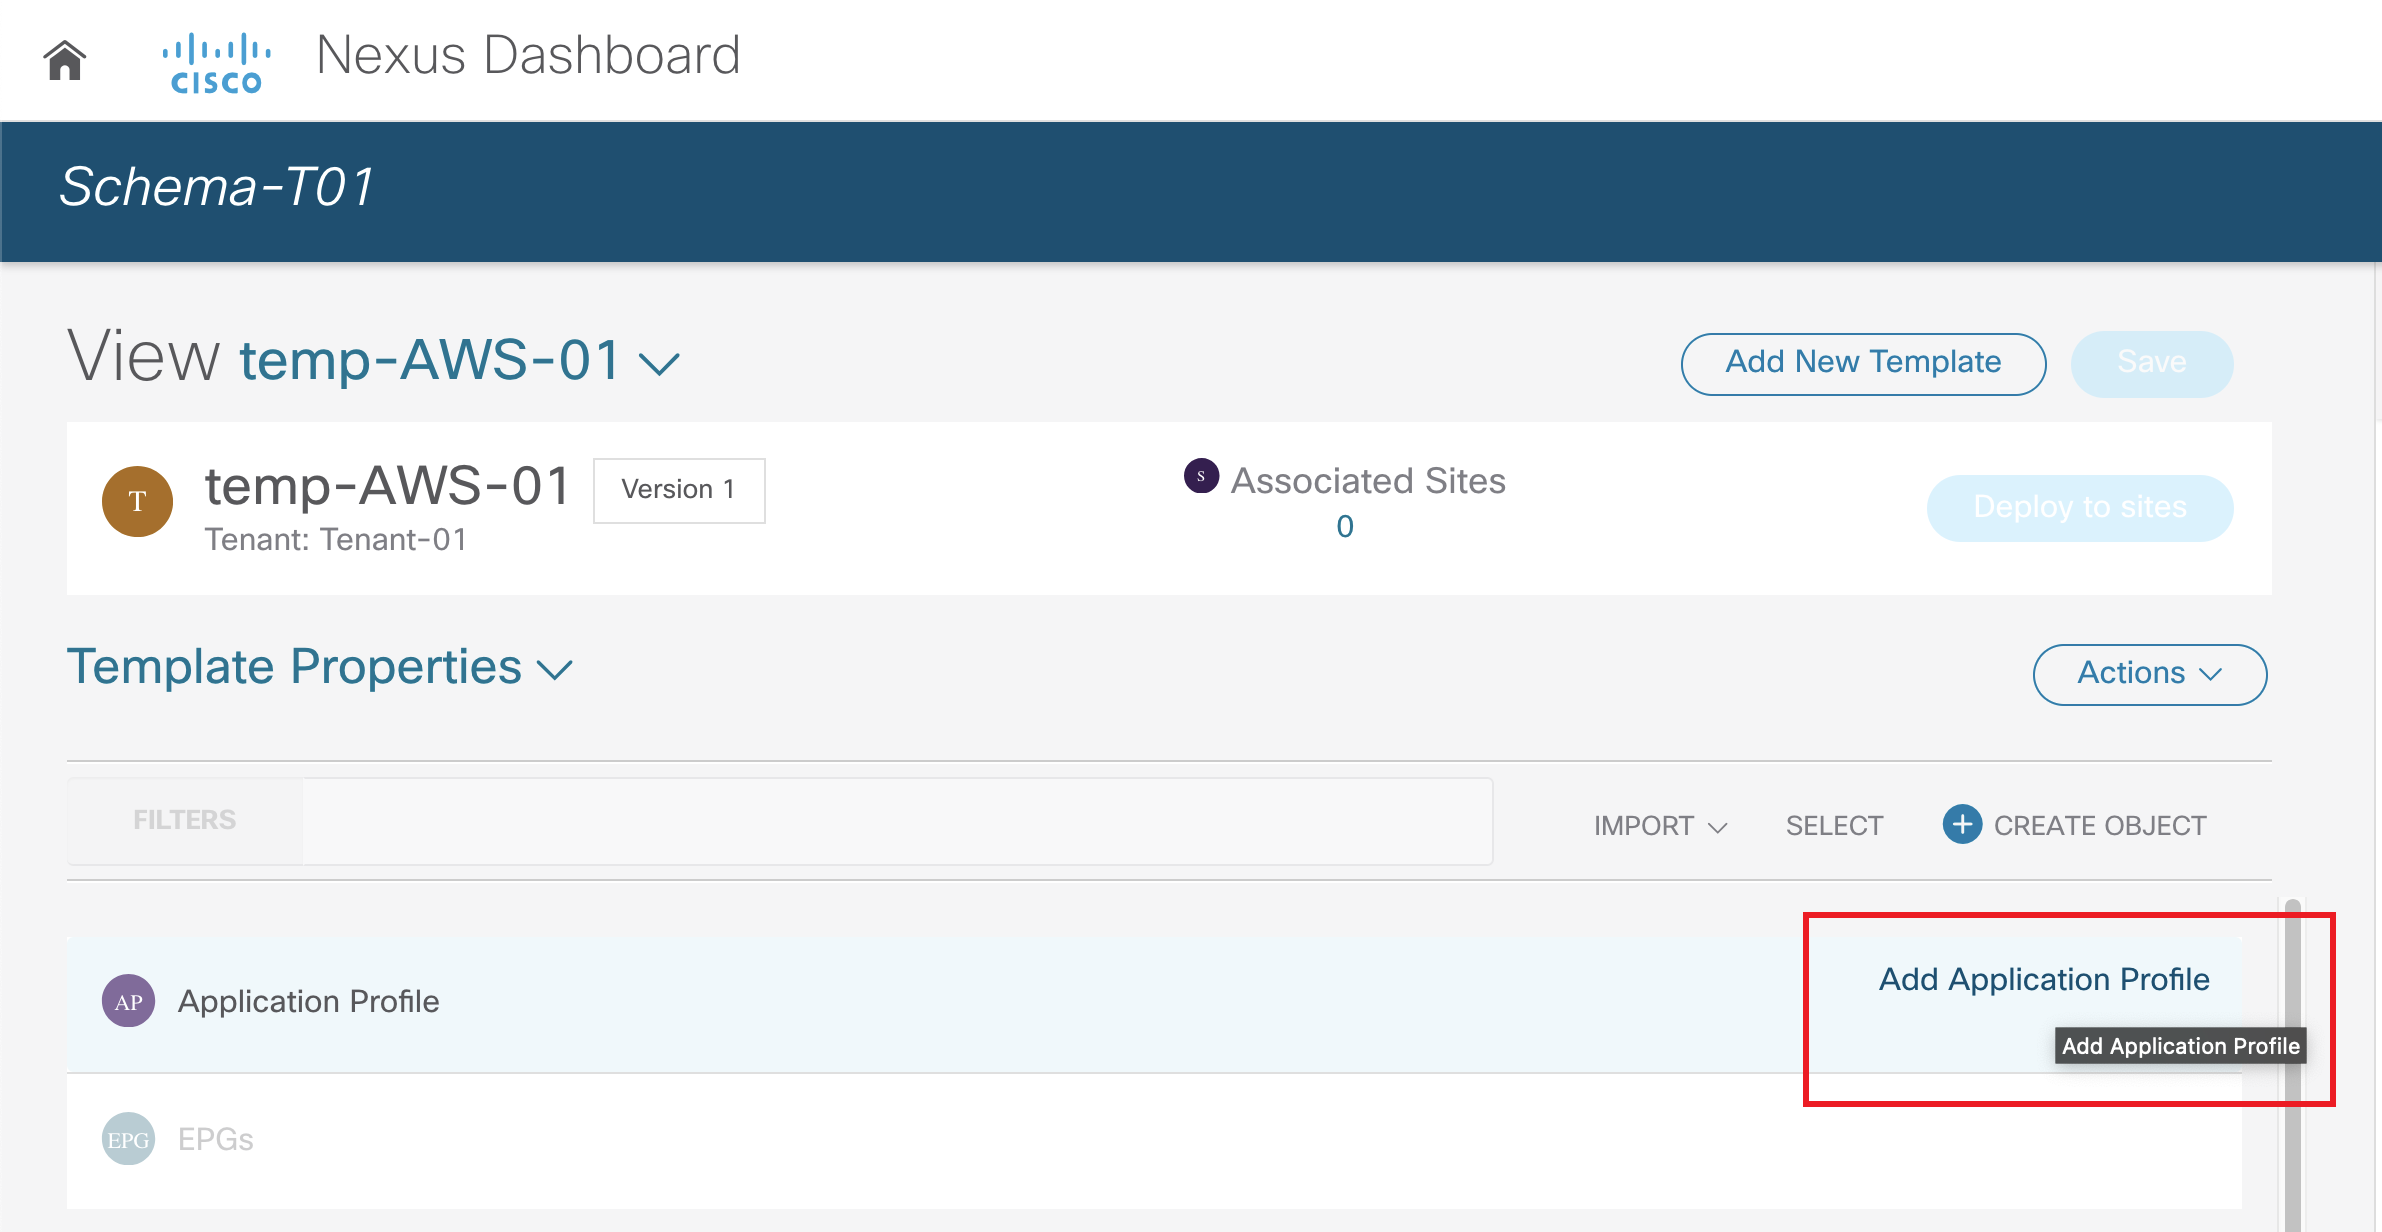 CISCO Nexus Dashboard
Schema-T01
View temp-AWS-01
Add New Template
Save
T
temp-AWS-01
Version 1
Tenant: Tenant-01
S
Associated Sites
0
Deploy to sites
Template Properties
Actions
FILTERS
IMPORT
SELECT
+ CREATE OBJECT
AP
Application Profile
Add Application Profile
Add Application Profile
EPG
EPGs